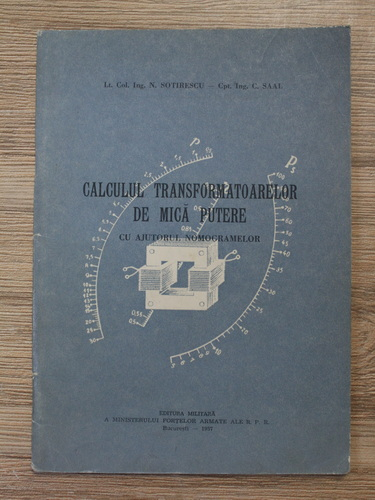 Lt. Col. Ing. N. SOTIRESCU — Cpt. Ing. C. SAAL
CALCULUL TRANSFORMATOARELOR
DE MICĂ PUTERE
CU AJUTORUL NOMOGRAMELOR
EDITURA MILITARĂ
A MINISTERULUI FORȚELOR ARMATE ALE R. P. R.
București — 1957